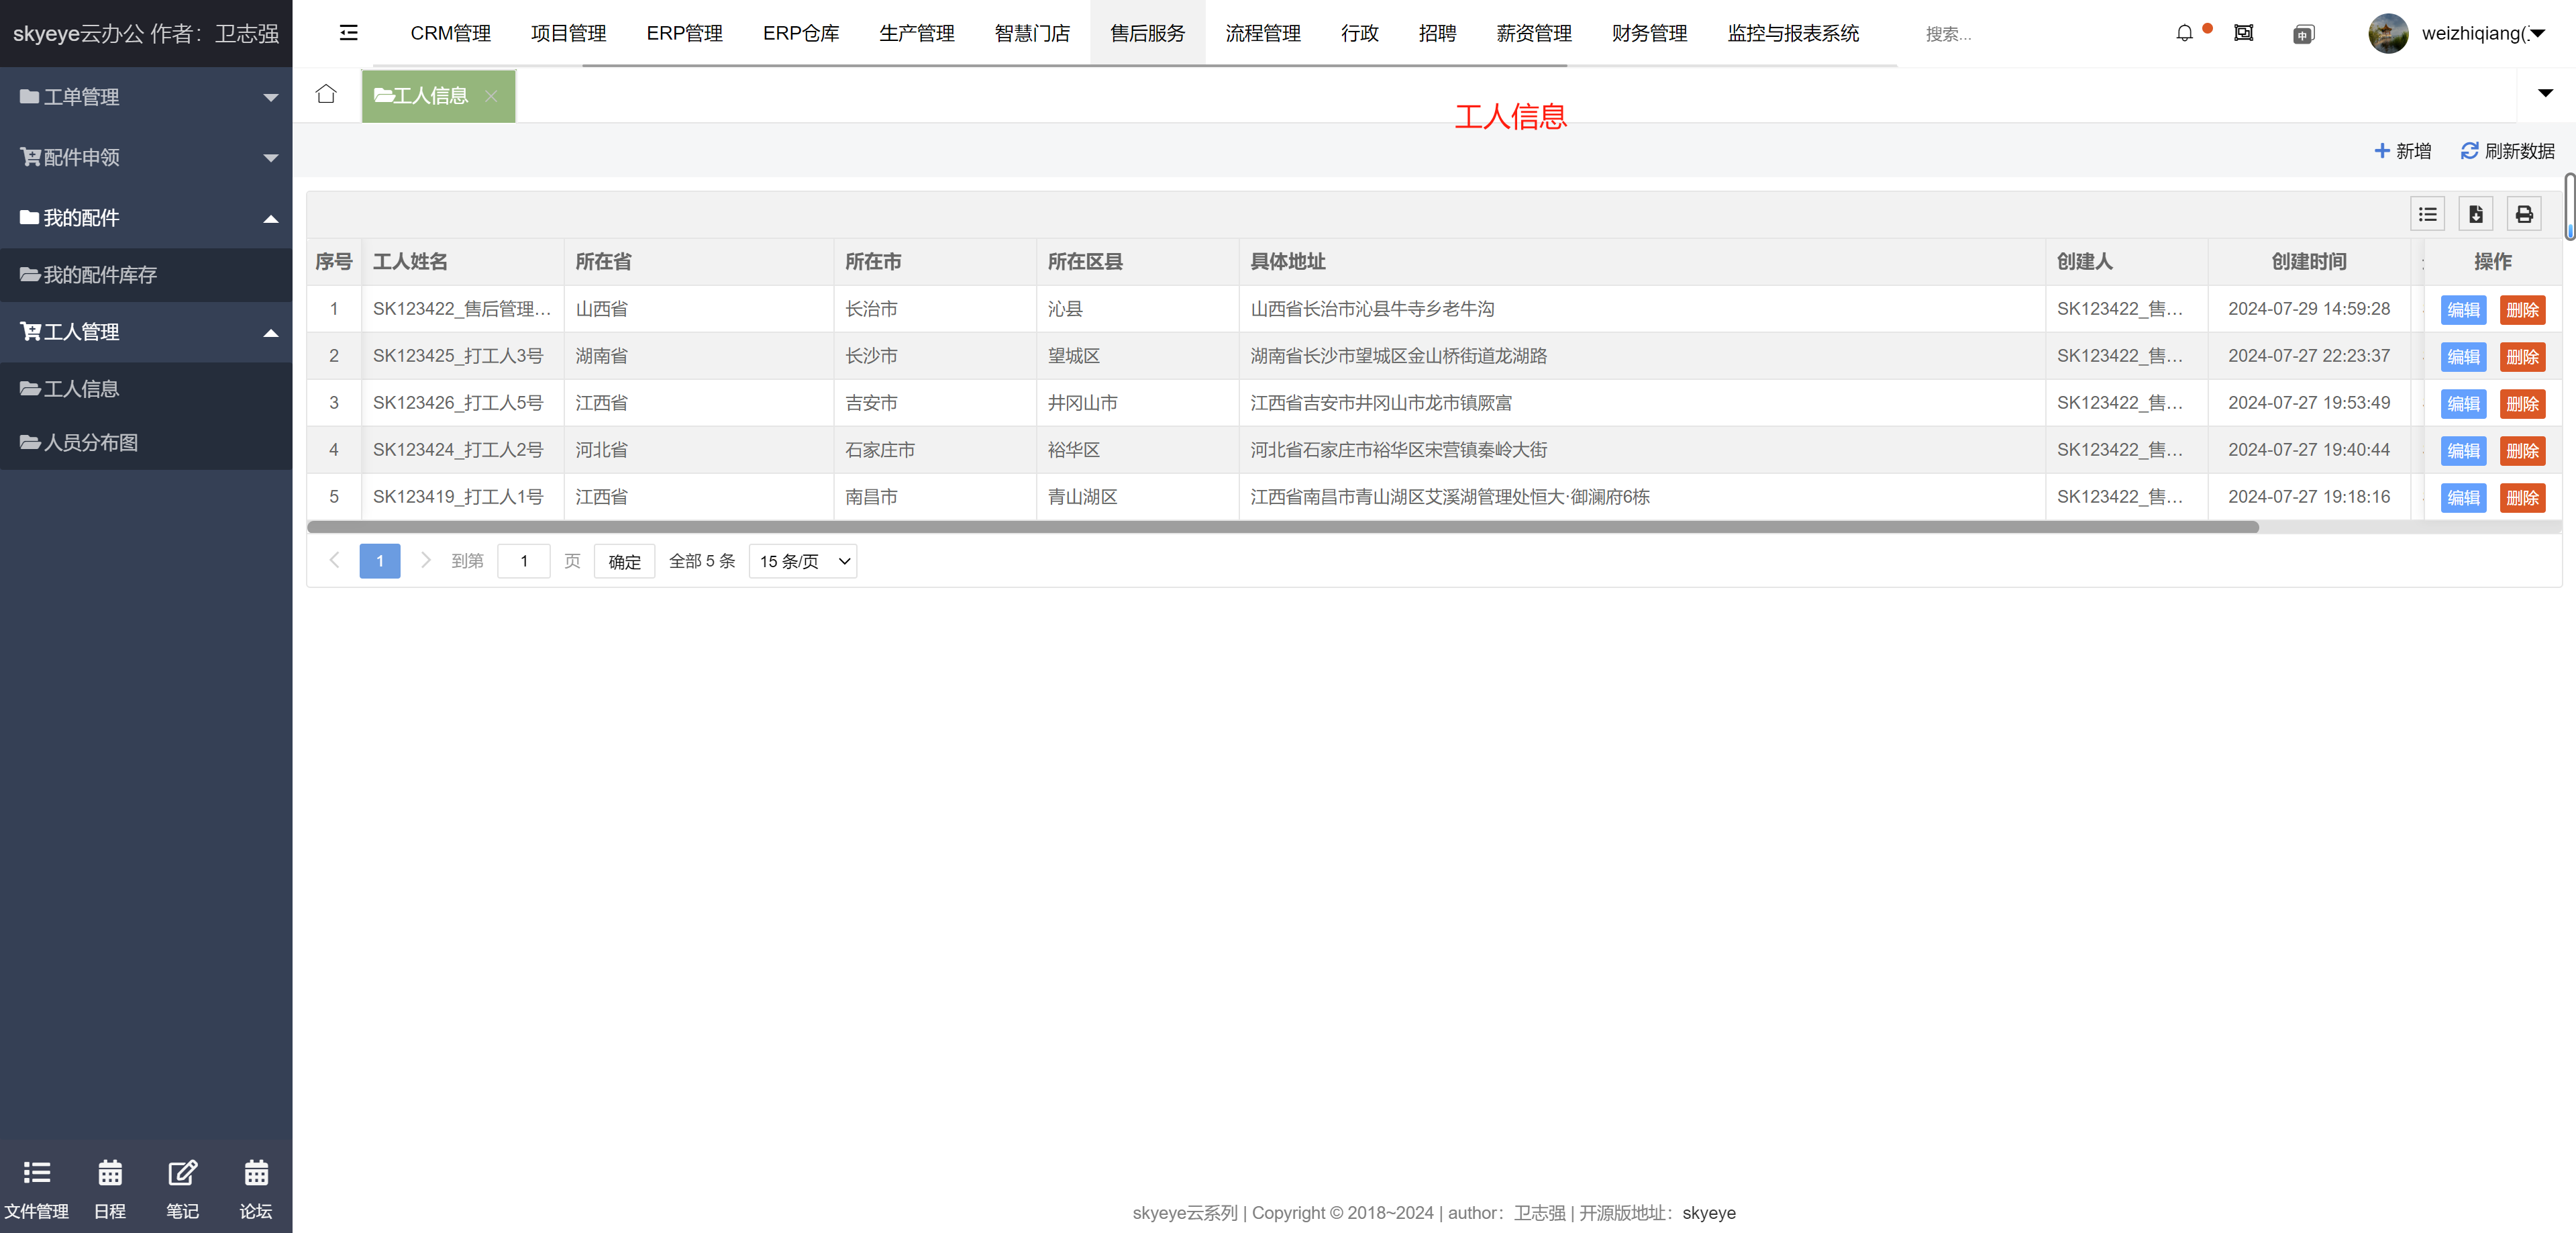 skyeye云办公 作者：卫志强
CRM管理 项目管理 ERP管理 ERP仓库 生产管理 智慧门店 售后服务 流程管理 行政 招聘 薪资管理 财务管理 监控与报表系统 搜索... 中 weizhiqiang(
工单管理
配件申领
我的配件
我的配件库存
工人管理
工人信息
人员分布图
文件管理 日程 笔记 论坛
工人信息
工人信息
新增 刷新数据
序号 工人姓名 所在省 所在市 所在区县 具体地址 创建人 创建时间 操作
1 SK123422_售后管理... 山西省 长治市 沁县 山西省长治市沁县牛寺乡老牛沟 SK123422_售... 2024-07-29 14:59:28 编辑 删除
2 SK123425_打工人3号 湖南省 长沙市 望城区 湖南省长沙市望城区金山桥街道龙湖路 SK123422_售... 2024-07-27 22:23:37 编辑 删除
3 SK123426_打工人5号 江西省 吉安市 井冈山市 江西省吉安市井冈山市龙市镇厥富 SK123422_售... 2024-07-27 19:53:49 编辑 删除
4 SK123424_打工人2号 河北省 石家庄市 裕华区 河北省石家庄市裕华区宋营镇秦岭大街 SK123422_售... 2024-07-27 19:40:44 编辑 删除
5 SK123419_打工人1号 江西省 南昌市 青山湖区 江西省南昌市青山湖区艾溪湖管理处恒大·御澜府6栋 SK123422_售... 2024-07-27 19:18:16 编辑 删除
1 到第 1 页 确定 全部 5 条 15 条/页
skyeye云系列 | Copyright © 2018~2024 | author：卫志强 | 开源版地址：skyeye